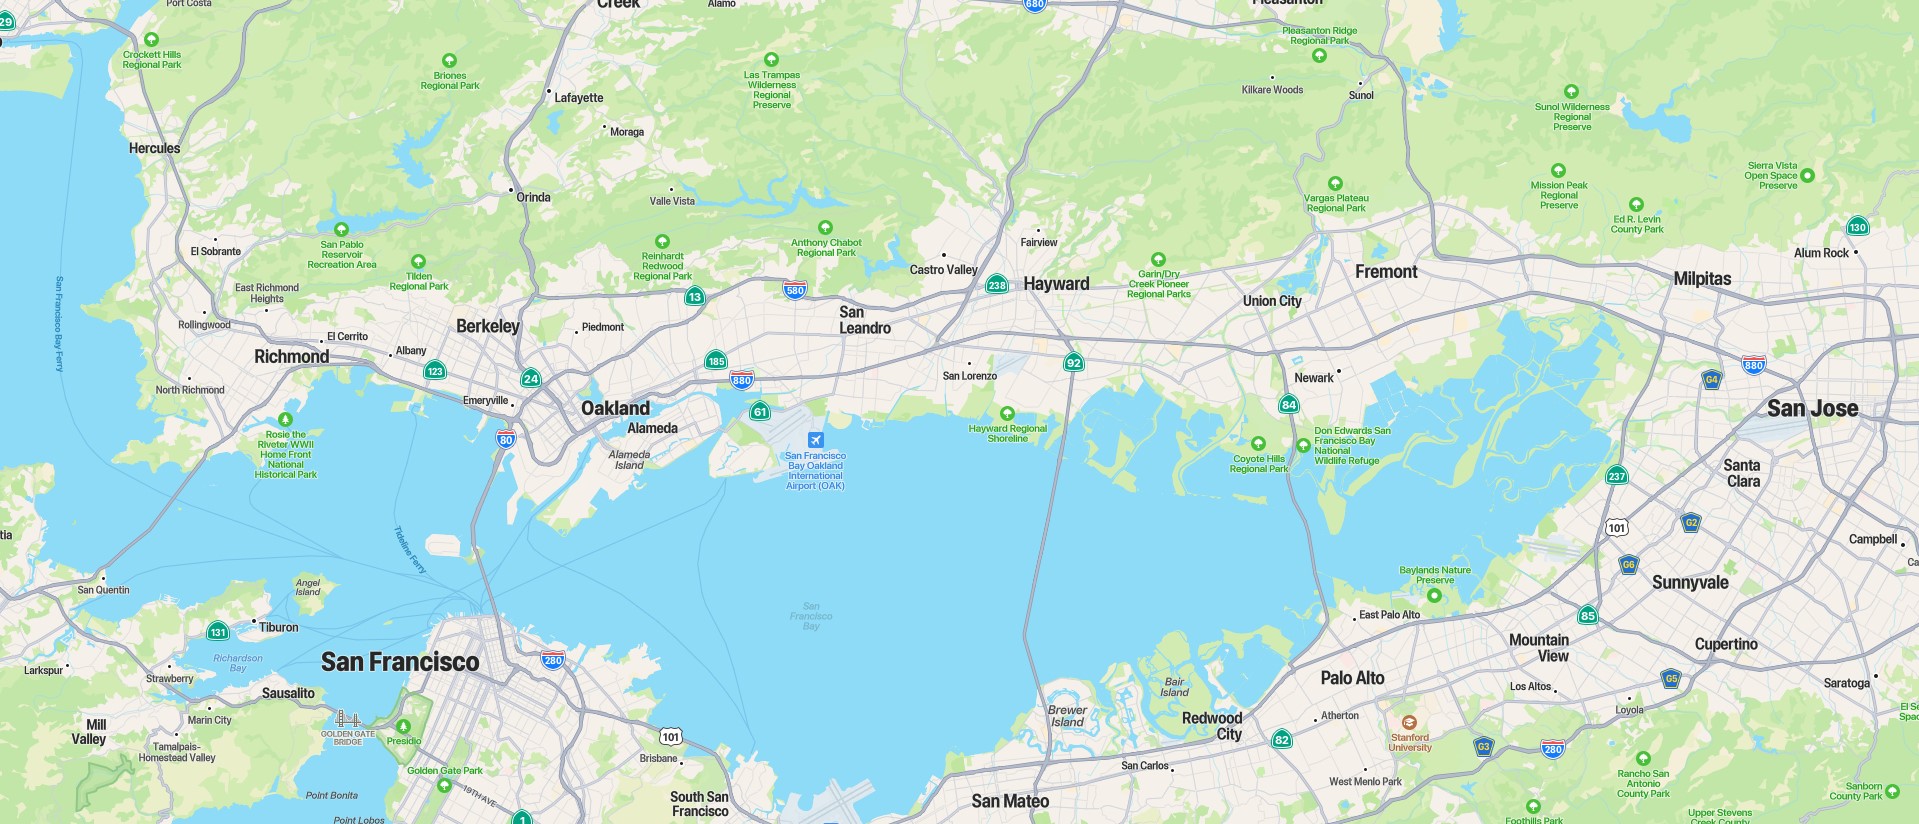 29
Port Costa
Creek
Alamo
680
Pleasanton
Crockett Hills
Regional Park
Briones
Regional Park
Las Trampas
Wilderness
Regional
Preserve
Pleasanton Ridge
Regional Park
Kilkare Woods
Sunol
Sunol Wilderness
Regional
Preserve
Lafayette
Moraga
Hercules
Orinda
Valle Vista
Vargas Plateau
Regional Park
Mission Peak
Regional
Preserve
Sierra Vista
Open Space
Preserve
Ed R. Levin
County Park
130
Alum Rock
El Sobrante
San Pablo
Reservoir
Recreation Area
Tilden
Regional Park
Reinhardt
Redwood
Regional Park
Anthony Chabot
Regional Park
Castro Valley
Fairview
238
Hayward
Garin/Dry
Creek Pioneer
Regional Parks
Union City
Fremont
Milpitas
San Francisco Bay Ferry
East Richmond
Heights
Rollingwood
El Cerrito
Berkeley
Piedmont
13
580
San
Leandro
Richmond
Albany
North Richmond
123
24
185
880
San Lorenzo
92
Newark
G4
880
Emeryville
Oakland
Alameda
61
84
San Jose
Rosie the
Riveter WWII
Home Front
National
Historical Park
80
Alameda
Island
San Francisco
Bay Oakland
International
Airport (OAK)
Hayward Regional
Shoreline
Coyote Hills
Regional Park
Don Edwards San
Francisco Bay
National
Wildlife Refuge
237
Santa
Clara
101
G2
Campbell
Ca
tia
Tideline Ferry
San Quentin
Angel
Island
San
Francisco
Bay
Baylands Nature
Preserve
G6
Sunnyvale
131
Tiburon
Richardson
Bay
East Palo Alto
85
Mountain
View
Cupertino
Larkspur
Strawberry
San Francisco
280
Sausalito
Marin City
Palo Alto
Los Altos
G5
Loyola
Saratoga
Bair
Island
Brewer
Island
Redwood
City
Atherton
82
Stanford
University
G3
280
El Se
Spac
Mill
Valley
Tamalpais-
Homestead Valley
GOLDEN GATE
BRIDGE
Presidio
101
Brisbane
San Carlos
West Menlo Park
Rancho San
Antonio
County Park
Sanborn
County Park
Golden Gate Park
Point Bonita
Point Lobos
19TH AVE
1
South San
Francisco
San Mateo
Foothills Park
Upper Stevens
Creek County